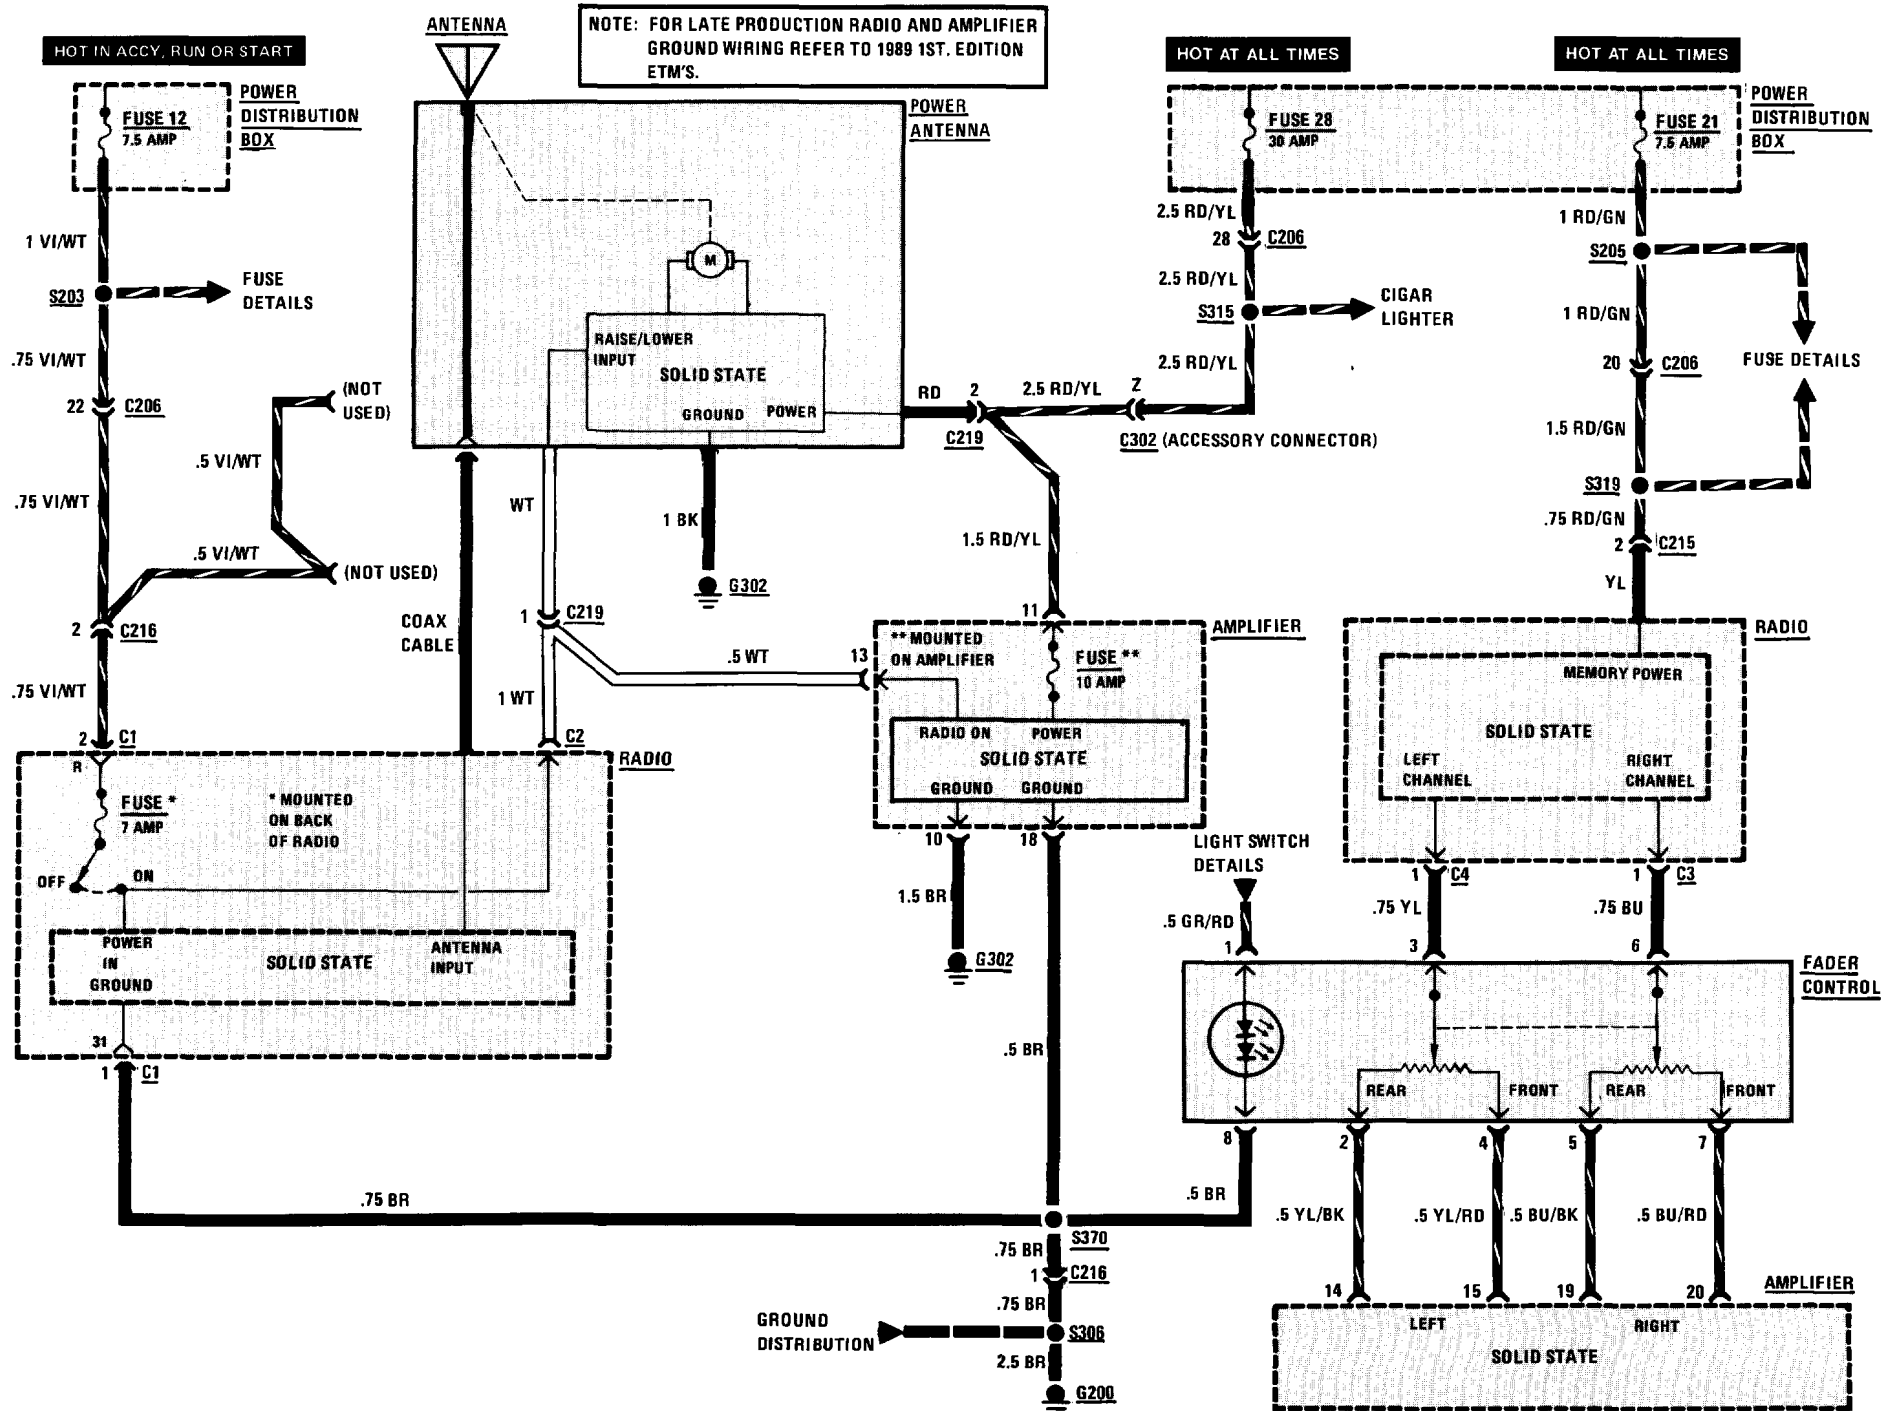 NOTE: FOR LATE PRODUCTION RADIO AND AMPLIFIER
GROUND WIRING REFER TO 1989 1ST. EDITION
ETM'S.
HOT IN ACCY, RUN OR START
FUSE 12
7.5 AMP
POWER
DISTRIBUTION
BOX
1 VI/WT
S203
FUSE
DETAILS
.75 VI/WT
22
C206
(NOT
USED)
.5 VI/WT
.75 VI/WT
.5 VI/WT
(NOT USED)
2
C216
.75 VI/WT
2
C1
ANTENNA
POWER
ANTENNA
M
RAISE/LOWER
INPUT
SOLID STATE
GROUND
POWER
RD
2
C219
2.5 RD/YL
2
C302 (ACCESSORY CONNECTOR)
WT
1 BK
G302
COAX
CABLE
1
C219
.5 WT
13
1 WT
C2
1.5 RD/YL
11
HOT AT ALL TIMES
HOT AT ALL TIMES
FUSE 28
30 AMP
FUSE 21
7.5 AMP
POWER
DISTRIBUTION
BOX
2.5 RD/YL
28
C206
2.5 RD/YL
S315
CIGAR
LIGHTER
2.5 RD/YL
1 RD/GN
S205
1 RD/GN
20
C206
FUSE DETAILS
1.5 RD/GN
S319
.75 RD/GN
2
C215
YL
RADIO
R
FUSE *
7 AMP
* MOUNTED
ON BACK
OF RADIO
OFF
ON
POWER
IN
GROUND
SOLID STATE
ANTENNA
INPUT
31
1
C1
AMPLIFIER
** MOUNTED
ON AMPLIFIER
FUSE **
10 AMP
RADIO ON
POWER
SOLID STATE
GROUND
GROUND
10
18
1.5 BR
G302
.5 BR
RADIO
MEMORY POWER
SOLID STATE
LEFT
CHANNEL
RIGHT
CHANNEL
1
C4
1
C3
.75 YL
.75 BU
LIGHT SWITCH
DETAILS
.5 GR/RD
1
3
6
FADER
CONTROL
REAR
FRONT
REAR
FRONT
8
2
4
5
7
.75 BR
.5 BR
.5 YL/BK
.5 YL/RD
.5 BU/BK
.5 BU/RD
S370
.75 BR
1
C216
.75 BR
GROUND
DISTRIBUTION
S306
2.5 BR
G200
14
15
19
20
AMPLIFIER
LEFT
RIGHT
SOLID STATE